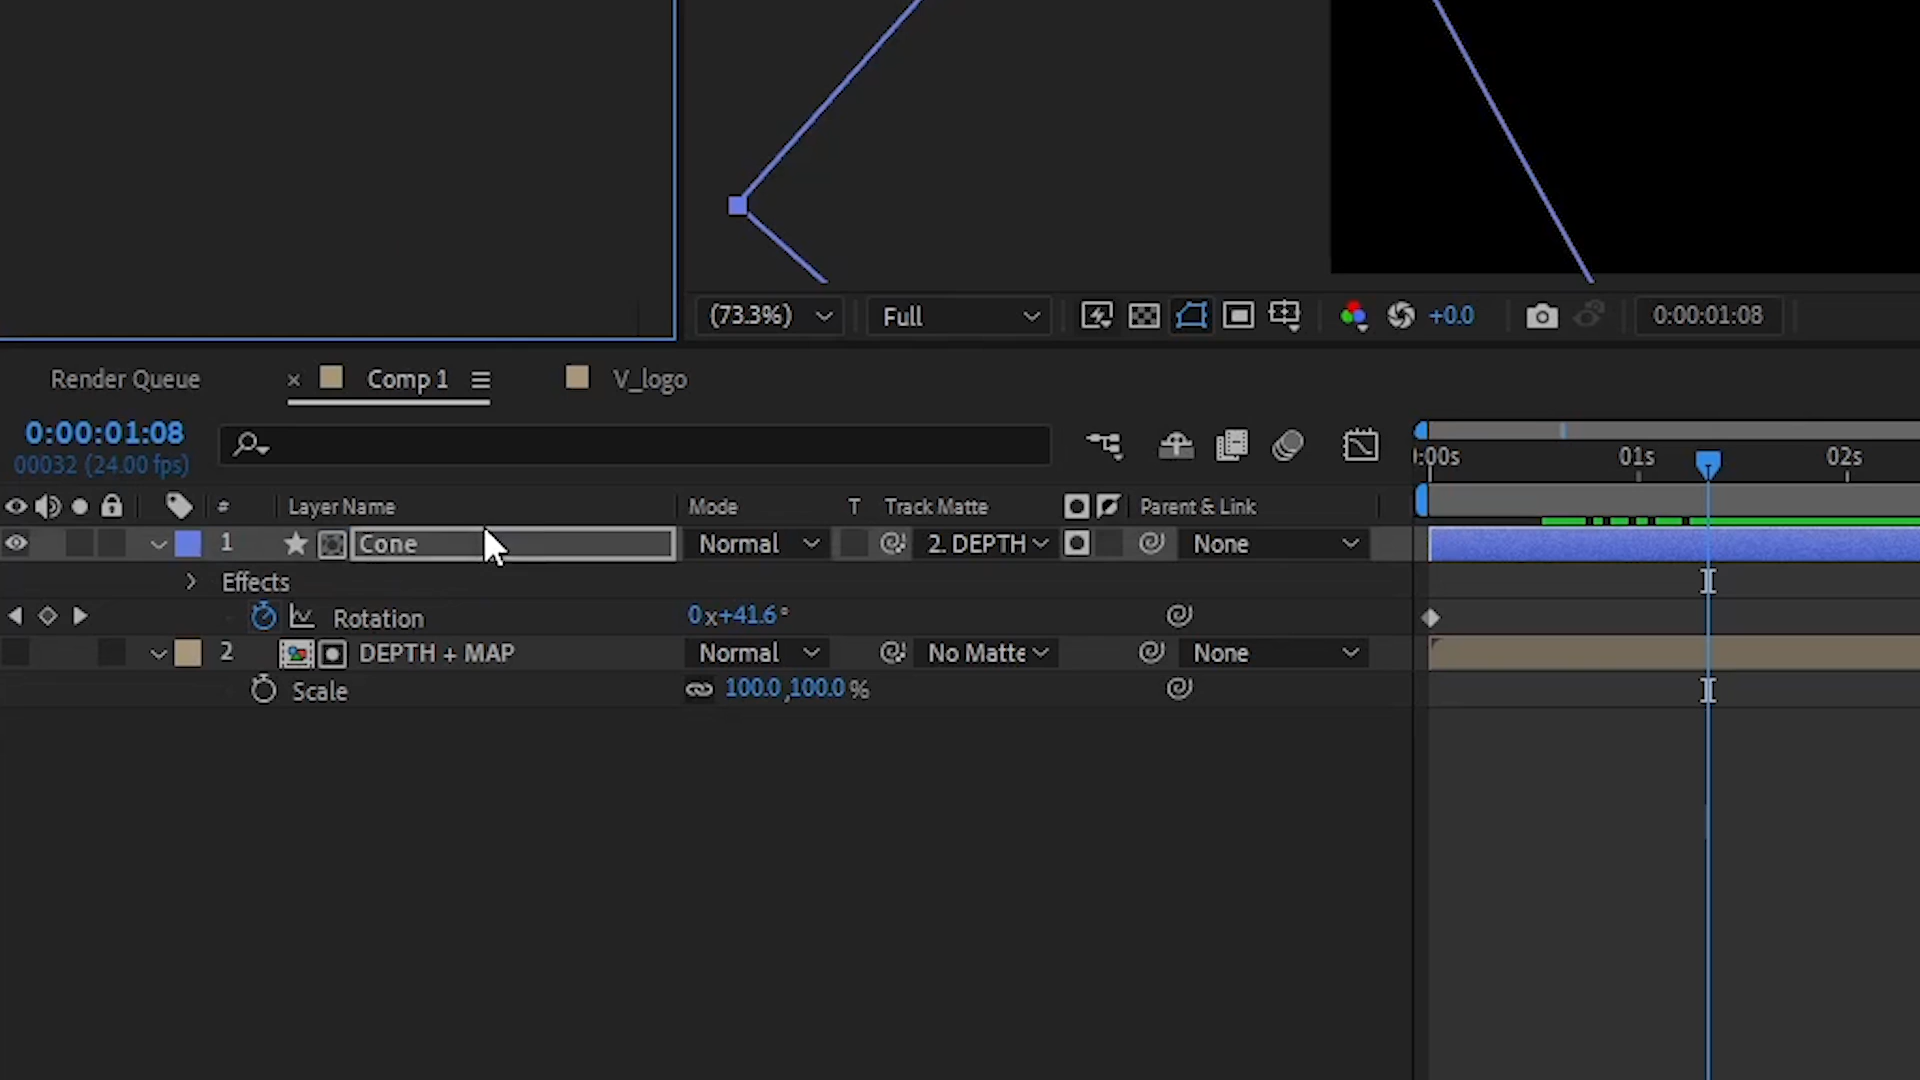 (73.3%) Full +0.0 0:00:01:08
Render Queue × Comp 1 V_logo
0:00:01:08
00032 (24.00 fps)
:00s 01s 02s
# Layer Name Mode T Track Matte Parent & Link
1 Cone Normal 2. DEPTH None
Effects
Rotation 0x+41.6°
2 DEPTH + MAP Normal No Matte None
Scale 100.0,100.0%